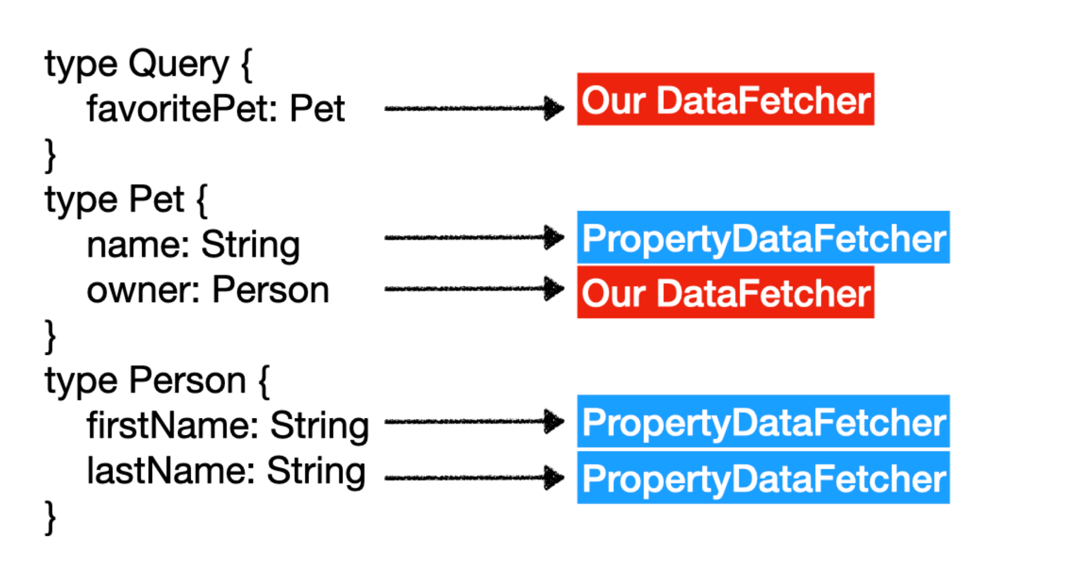 type Query {
favoritePet: Pet
Our DataFetcher
}
type Pet {
name: String
PropertyDataFetcher
owner: Person
Our DataFetcher
}
type Person {
firstName: String
PropertyDataFetcher
lastName: String
PropertyDataFetcher
}